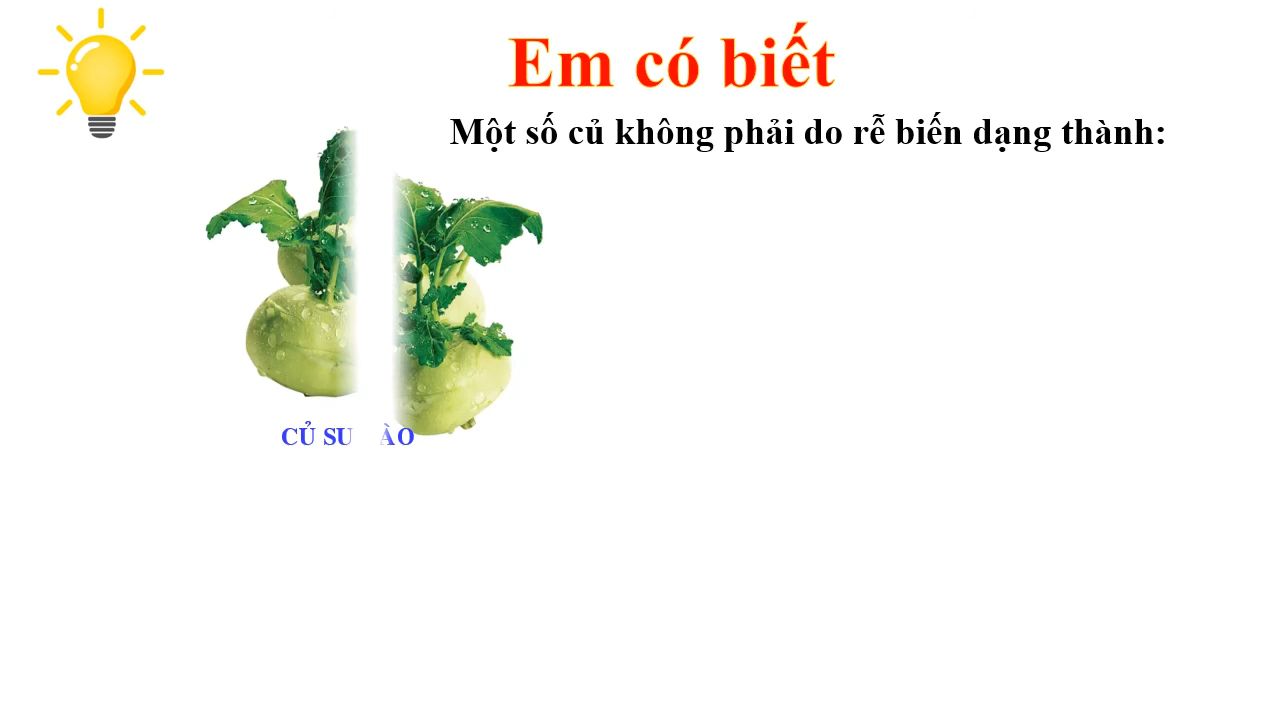 Em có biết
Một số củ không phải do rễ biến dạng thành:
CỦ SU ÀO